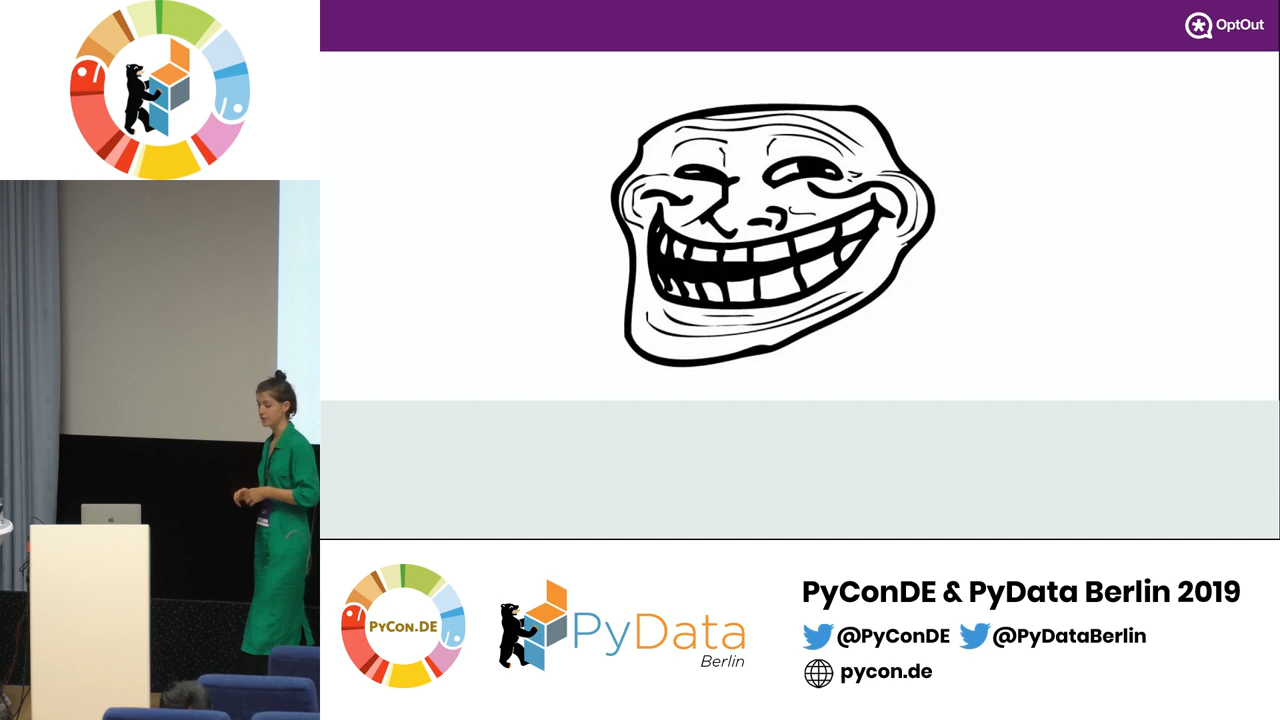 OptOut
PyCon.DE
PyData
Berlin
PyConDE & PyData Berlin 2019
@PyConDE @PyDataBerlin
pycon.de